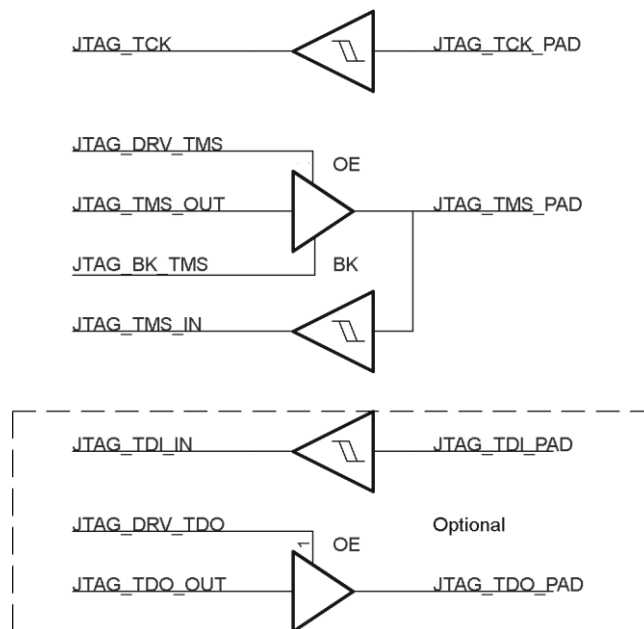 JTAG_TCK JTAG_TCK_PAD
JTAG_DRV_TMS OE
JTAG_TMS_OUT JTAG_TMS_PAD
JTAG_BK_TMS BK
JTAG_TMS_IN
JTAG_TDI_IN JTAG_TDI_PAD
JTAG_DRV_TDO 1 OE Optional
JTAG_TDO_OUT JTAG_TDO_PAD